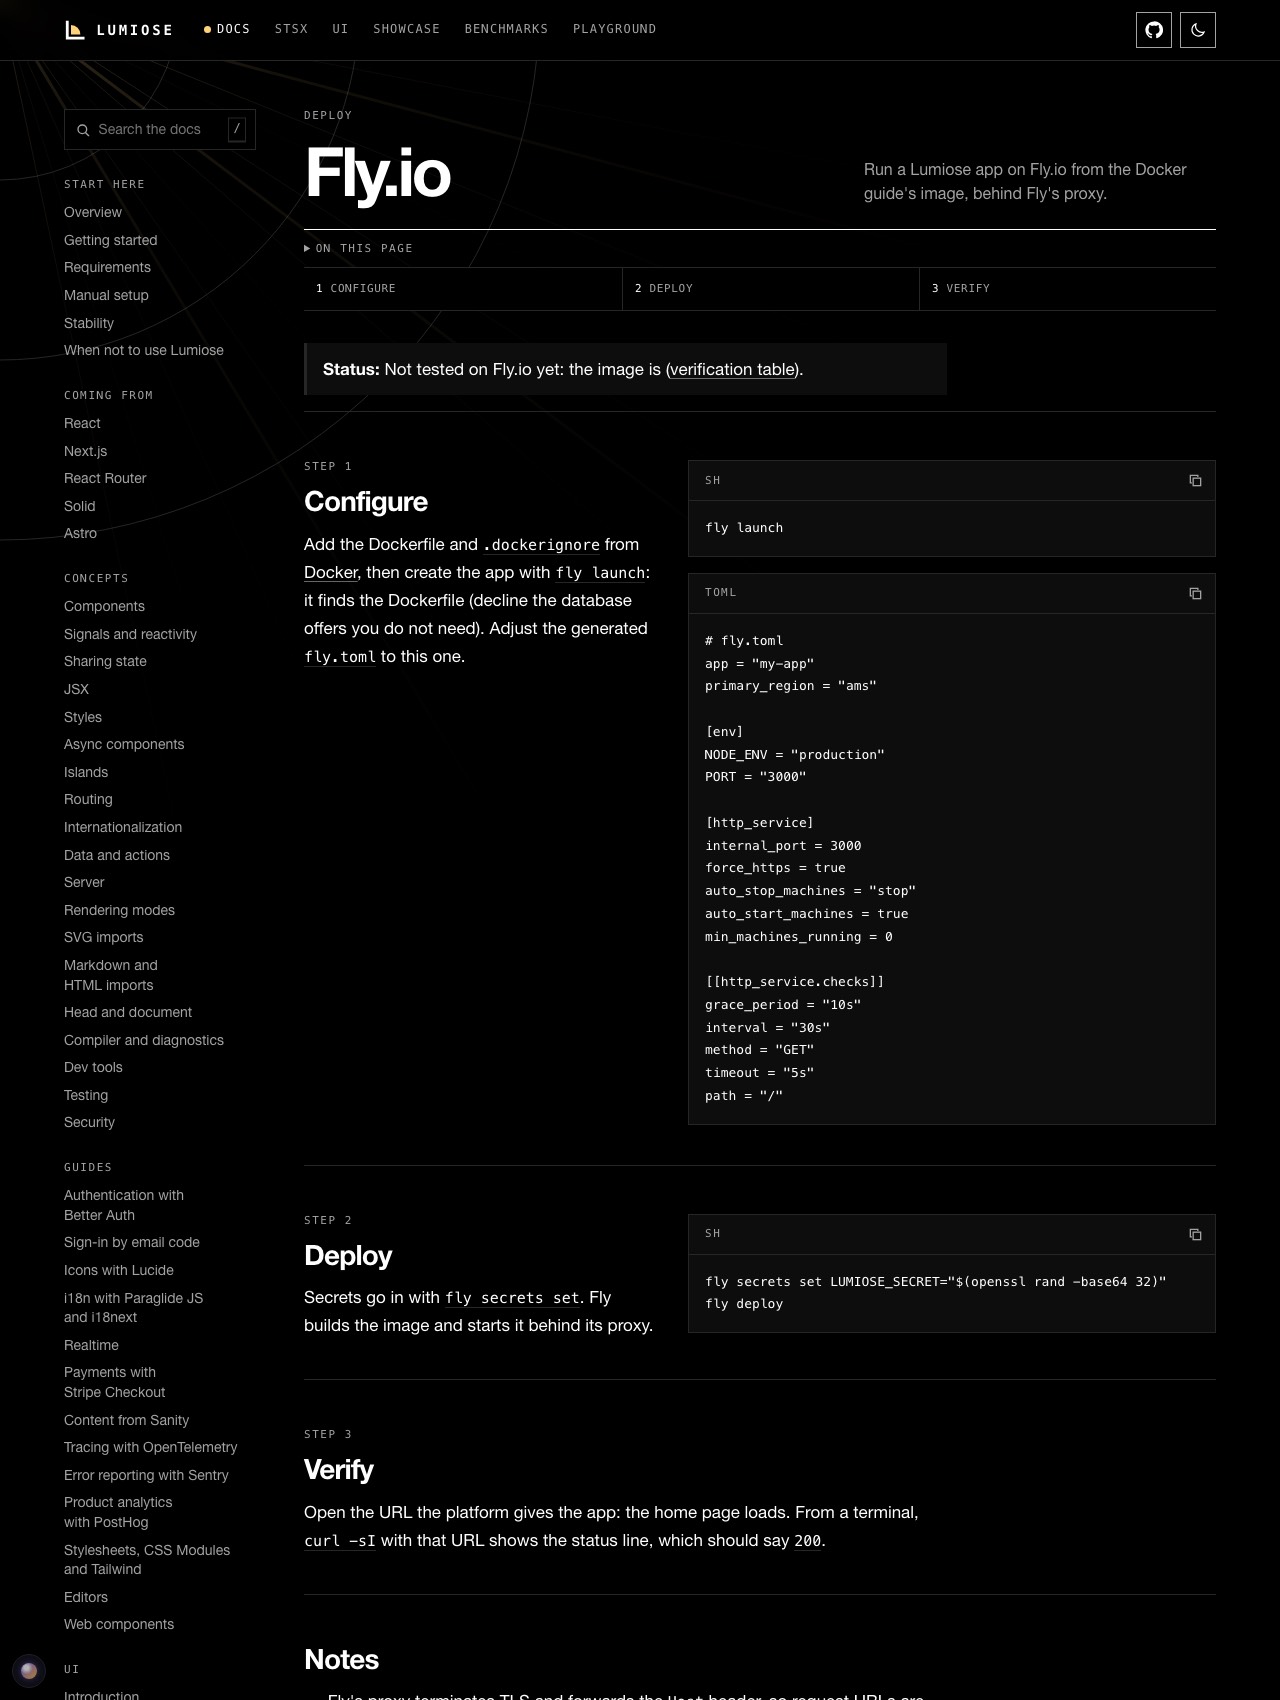 LUMIOSE
DOCS
STSX
UI
SHOWCASE
BENCHMARKS
PLAYGROUND
Search the docs
/
START HERE
Overview
Getting started
Requirements
Manual setup
Stability
When not to use Lumiose
COMING FROM
React
Next.js
React Router
Solid
Astro
CONCEPTS
Components
Signals and reactivity
Sharing state
JSX
Styles
Async components
Islands
Routing
Internationalization
Data and actions
Server
Rendering modes
SVG imports
Markdown and
HTML imports
Head and document
Compiler and diagnostics
Dev tools
Testing
Security
GUIDES
Authentication with
Better Auth
Sign-in by email code
Icons with Lucide
i18n with Paraglide JS
and i18next
Realtime
Payments with
Stripe Checkout
Content from Sanity
Tracing with OpenTelemetry
Error reporting with Sentry
Product analytics
with PostHog
Stylesheets, CSS Modules
and Tailwind
Editors
Web components
UI
Introduction
DEPLOY
Fly.io
Run a Lumiose app on Fly.io from the Docker
guide's image, behind Fly's proxy.
ON THIS PAGE
1 CONFIGURE
2 DEPLOY
3 VERIFY
Status: Not tested on Fly.io yet: the image is (verification table).
STEP 1
Configure
Add the Dockerfile and .dockerignore from
Docker, then create the app with fly launch:
it finds the Dockerfile (decline the database
offers you do not need). Adjust the generated
fly.toml to this one.
SH
fly launch
TOML
# fly.toml
app = "my-app"
primary_region = "ams"
[env]
NODE_ENV = "production"
PORT = "3000"
[http_service]
internal_port = 3000
force_https = true
auto_stop_machines = "stop"
auto_start_machines = true
min_machines_running = 0
[[http_service.checks]]
grace_period = "10s"
interval = "30s"
method = "GET"
timeout = "5s"
path = "/"
STEP 2
Deploy
Secrets go in with fly secrets set. Fly
builds the image and starts it behind its proxy.
SH
fly secrets set LUMIOSE_SECRET="$(openssl rand -base64 32)"
fly deploy
STEP 3
Verify
Open the URL the platform gives the app: the home page loads. From a terminal,
curl -sI with that URL shows the status line, which should say 200.
Notes
Fly's proxy terminates TLS and forwards the Host header, so request URLs are